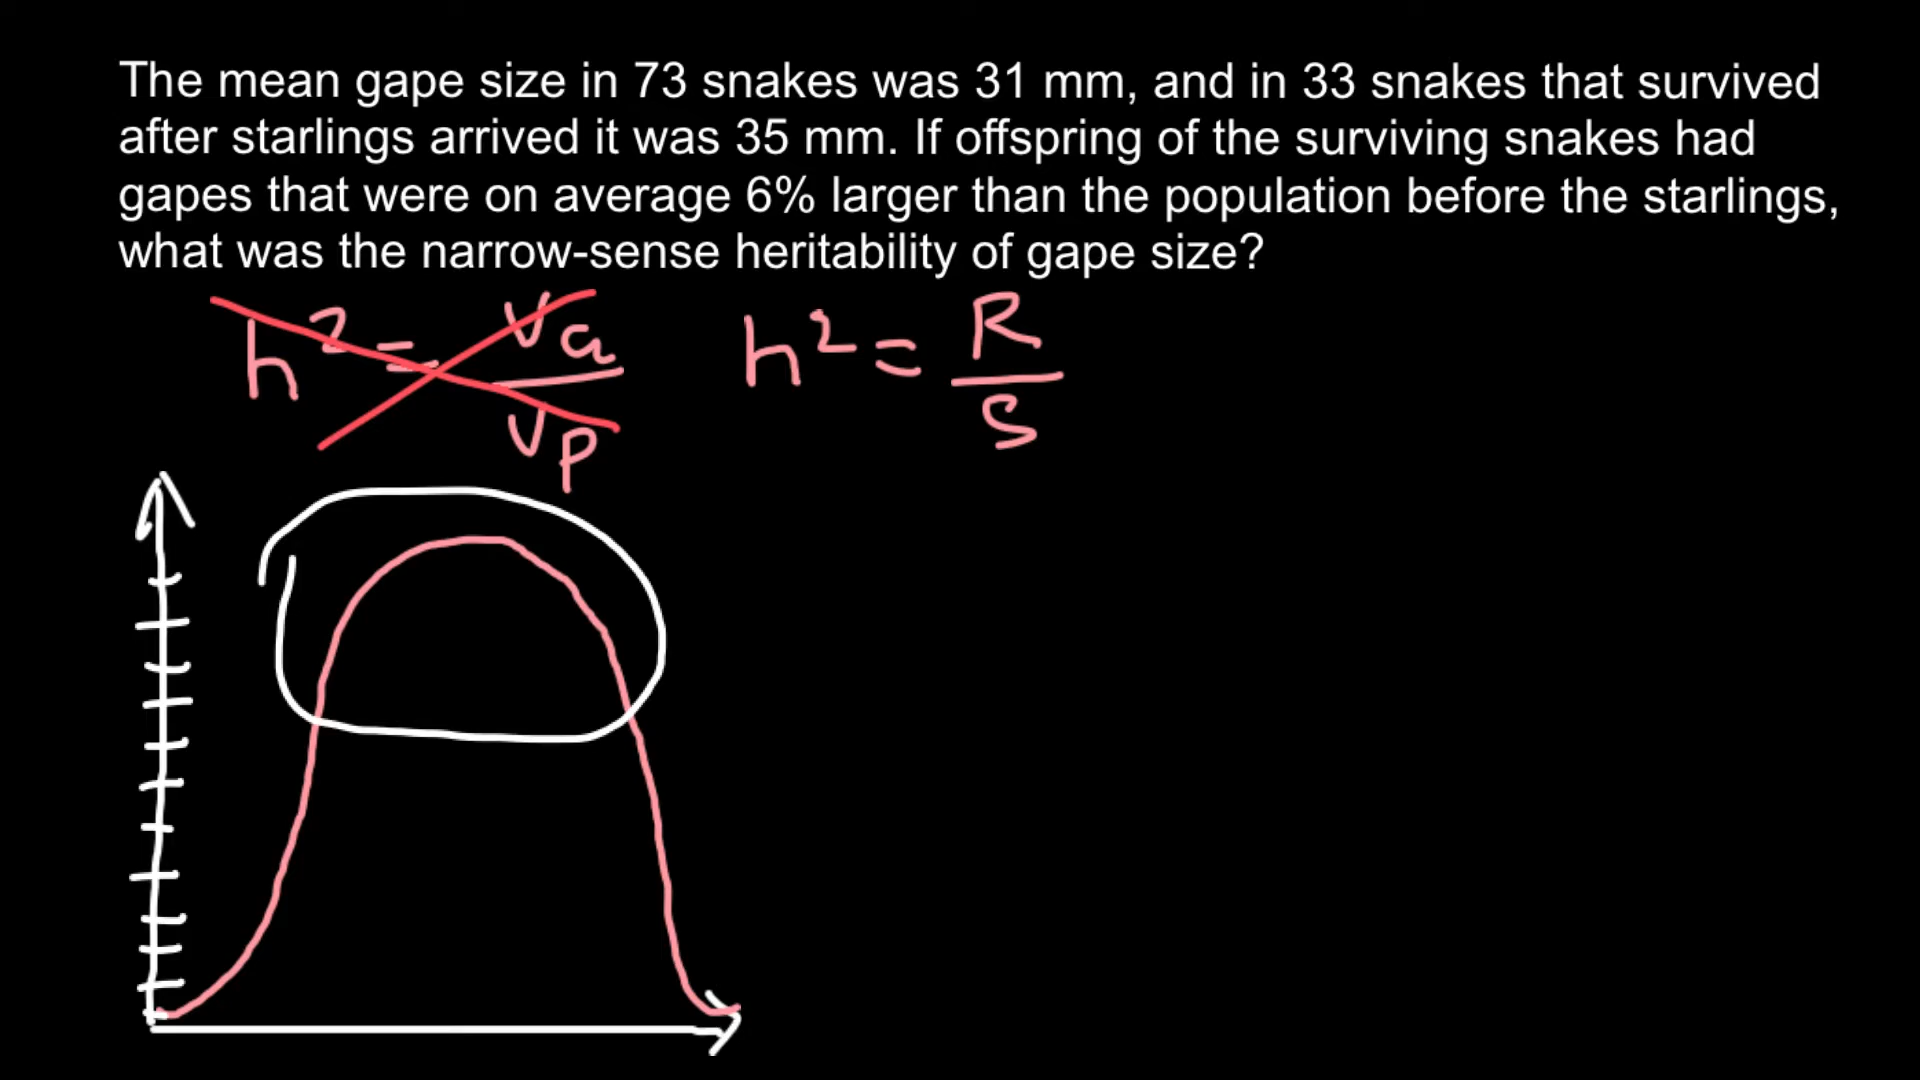 The mean gape size in 73 snakes was 31 mm, and in 33 snakes that survived
after starlings arrived it was 35 mm. If offspring of the surviving snakes had
gapes that were on average 6% larger than the population before the starlings,
what was the narrow-sense heritability of gape size?
h² = Va/Vp h² = R/S